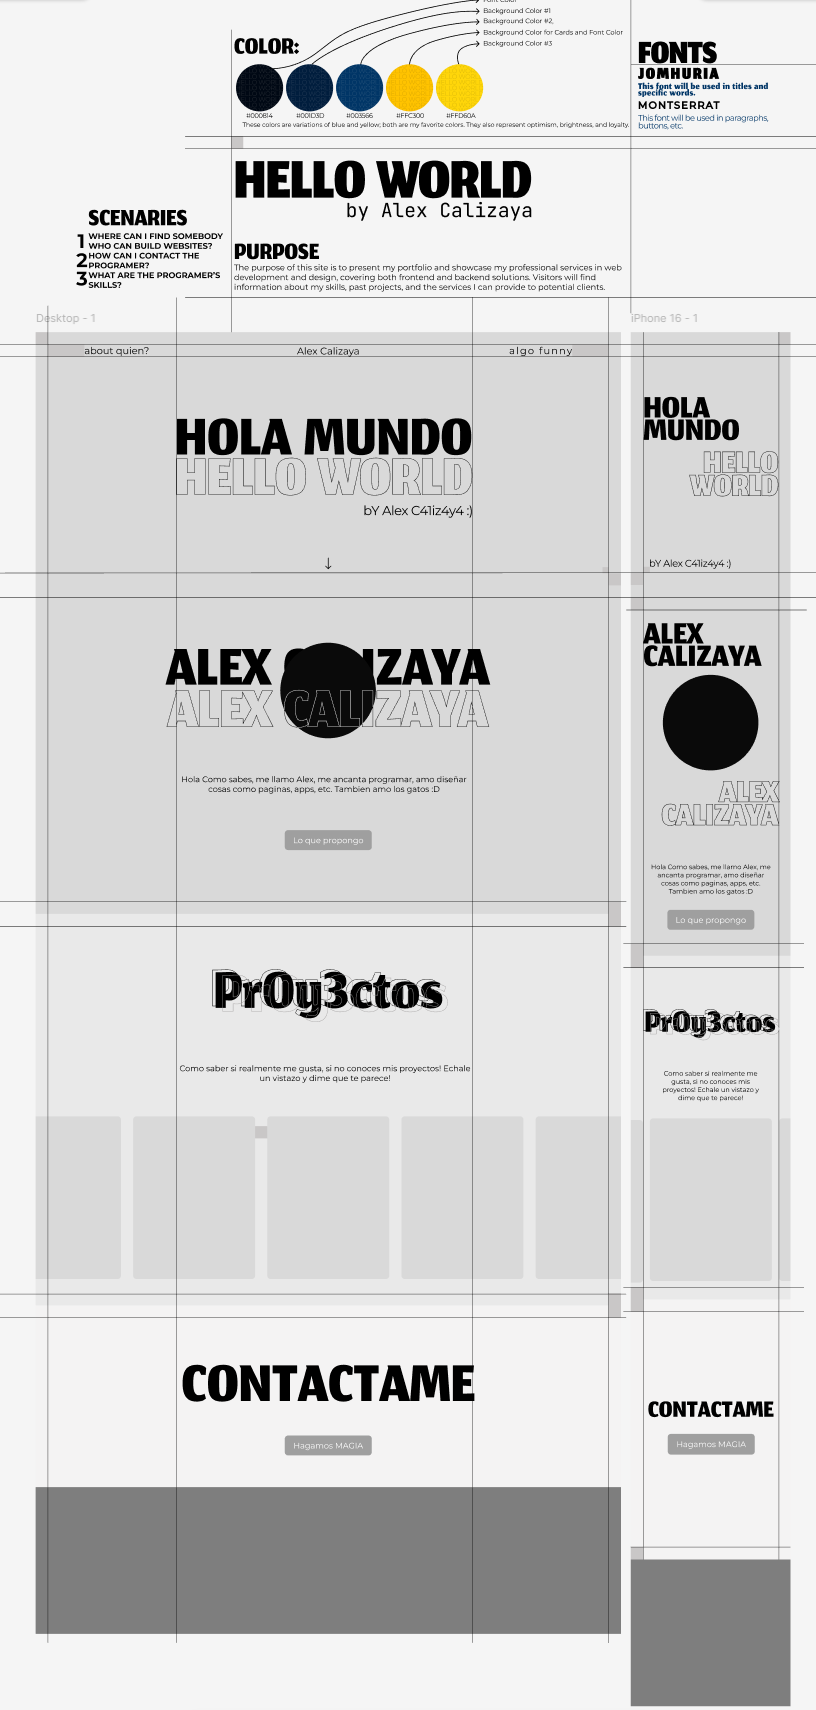 Font Color
Background Color #1
Background Color #2,
Background Color for Cards and Font Color
Background Color #3
COLOR:
#000814
#001D3D
#003566
#FFC300
#FFD60A
These colors are variations of blue and yellow; both are my favorite colors. They also represent optimism, brightness, and loyalty.
FONTS
JOMHURIA
This font will be used in titles and
specific words.
MONTSERRAT
This font will be used in paragraphs,
buttons, etc.
HELLO WORLD
by Alex Calizaya
SCENARIES
1 WHERE CAN I FIND SOMEBODY
WHO CAN BUILD WEBSITES?
2 HOW CAN I CONTACT THE
PROGRAMER?
3 WHAT ARE THE PROGRAMER'S
SKILLS?
PURPOSE
The purpose of this site is to present my portfolio and showcase my professional services in web
development and design, covering both frontend and backend solutions. Visitors will find
information about my skills, past projects, and the services I can provide to potential clients.
Desktop - 1
about quien?
Alex Calizaya
algo funny
HOLA MUNDO
HELLO WORLD
bY Alex C41iz4y4 :)
↓
ALEX CALIZAYA
ALEX CALIZAYA
Hola Como sabes, me llamo Alex, me ancanta programar, amo diseñar
cosas como paginas, apps, etc. Tambien amo los gatos :D
Lo que propongo
Pr0y3ctos
Como saber si realmente me gusta, si no conoces mis proyectos! Echale
un vistazo y dime que te parece!
CONTACTAME
Hagamos MAGIA
iPhone 16 - 1
HOLA
MUNDO
HELLO
WORLD
bY Alex C41iz4y4 :)
ALEX
CALIZAYA
ALEX
CALIZAYA
Hola Como sabes, me llamo Alex, me
ancanta programar, amo diseñar
cosas como paginas, apps, etc.
Tambien amo los gatos :D
Lo que propongo
Pr0y3ctos
Como saber si realmente me
gusta, si no conoces mis
proyectos! Echale un vistazo y
dime que te parece!
CONTACTAME
Hagamos MAGIA